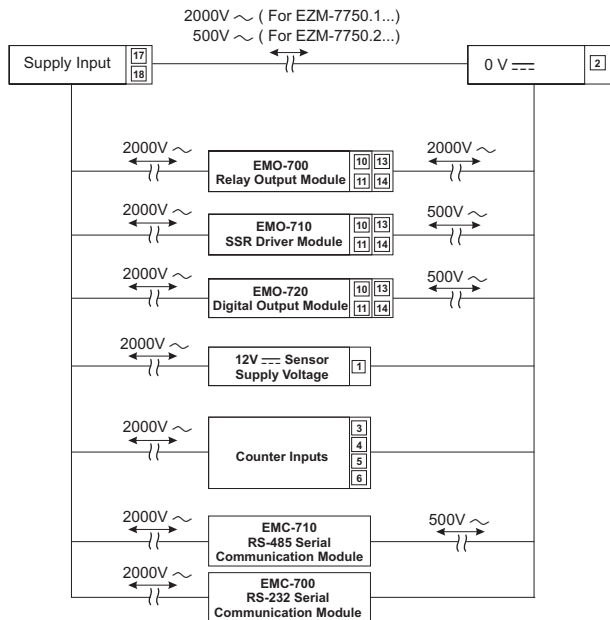 2000V ～ ( For EZM-7750.1...)
500V ～ ( For EZM-7750.2...)
Supply Input
17
18
0 V ⎓
2
2000V ～
EMO-700
Relay Output Module
10 13
11 14
2000V ～
2000V ～
EMO-710
SSR Driver Module
10 13
11 14
500V ～
2000V ～
EMO-720
Digital Output Module
10 13
11 14
500V ～
2000V ～
12V ⎓ Sensor
Supply Voltage
1
2000V ～
Counter Inputs
3
4
5
6
2000V ～
EMC-710
RS-485 Serial
Communication Module
500V ～
2000V ～
EMC-700
RS-232 Serial
Communication Module